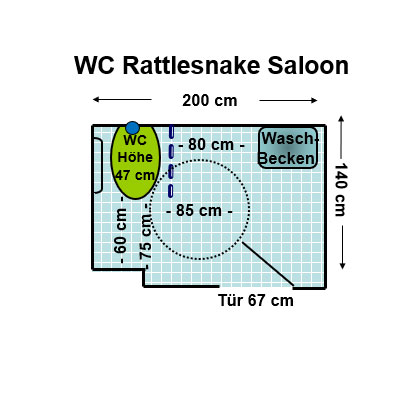 WC Rattlesnake Saloon
200 cm
WC
Höhe
47 cm
- 80 cm -
Wasch-
Becken
140 cm
- 85 cm -
- 60 cm -
- 75 cm -
Tür 67 cm